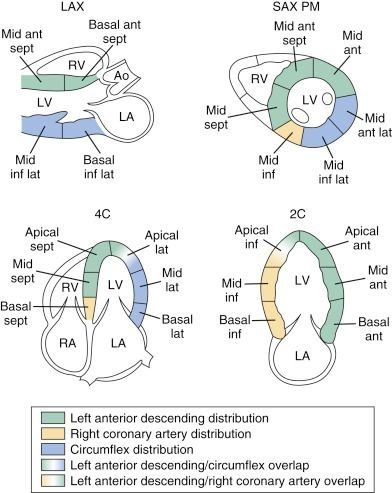 LAX
Mid ant
sept
Basal ant
sept
RV
Ao
LV
LA
Mid
inf lat
Basal
inf lat
SAX PM
Mid ant
sept
Mid
ant
RV
LV
Mid
sept
Mid
ant lat
Mid
inf
Mid
inf lat
4C
Apical
sept
Apical
lat
Mid
sept
Mid
lat
RV
LV
Basal
sept
Basal
lat
RA
LA
2C
Apical
inf
Apical
ant
LV
Mid
inf
Mid
ant
Basal
inf
Basal
ant
LA
Left anterior descending distribution
Right coronary artery distribution
Circumflex distribution
Left anterior descending/circumflex overlap
Left anterior descending/right coronary artery overlap